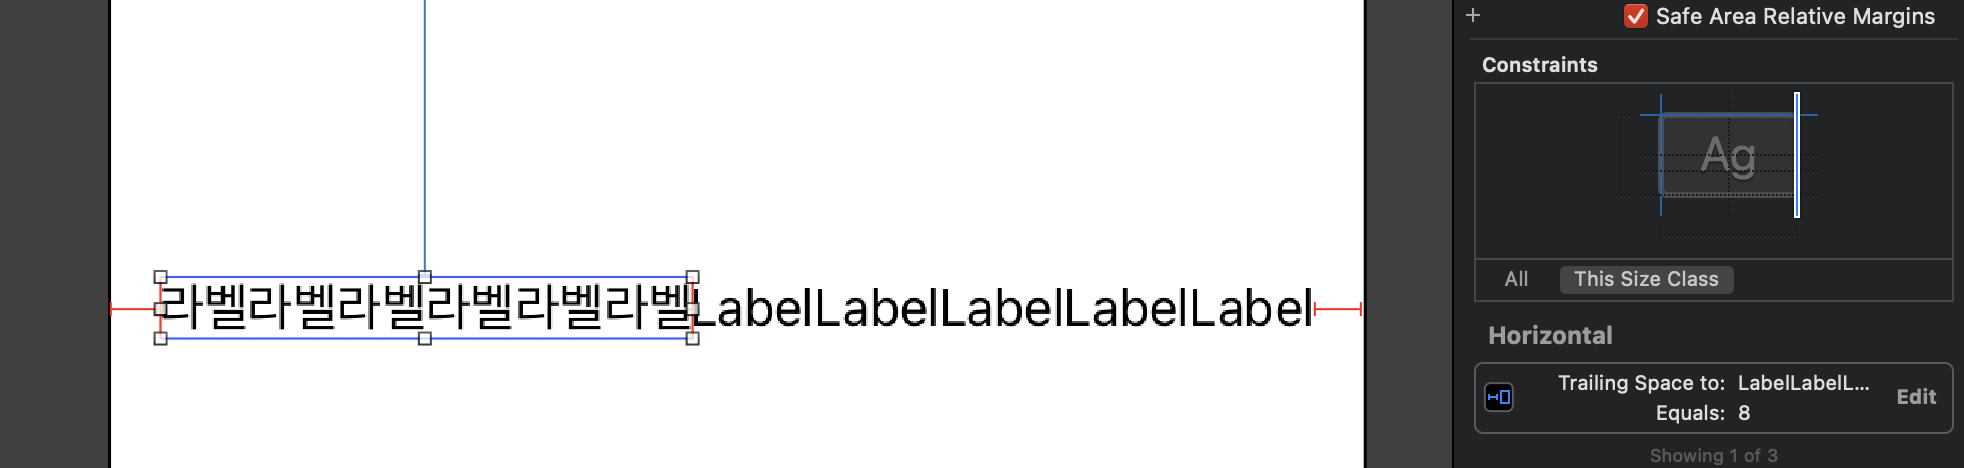 Safe Area Relative Margins
Constraints
Ag
All This Size Class
라벨라벨라벨라벨라벨라벨LabelLabelLabelLabelLabel
Horizontal
Trailing Space to: LabelLabelL...
Equals: 8
Edit
Showing 1 of 3